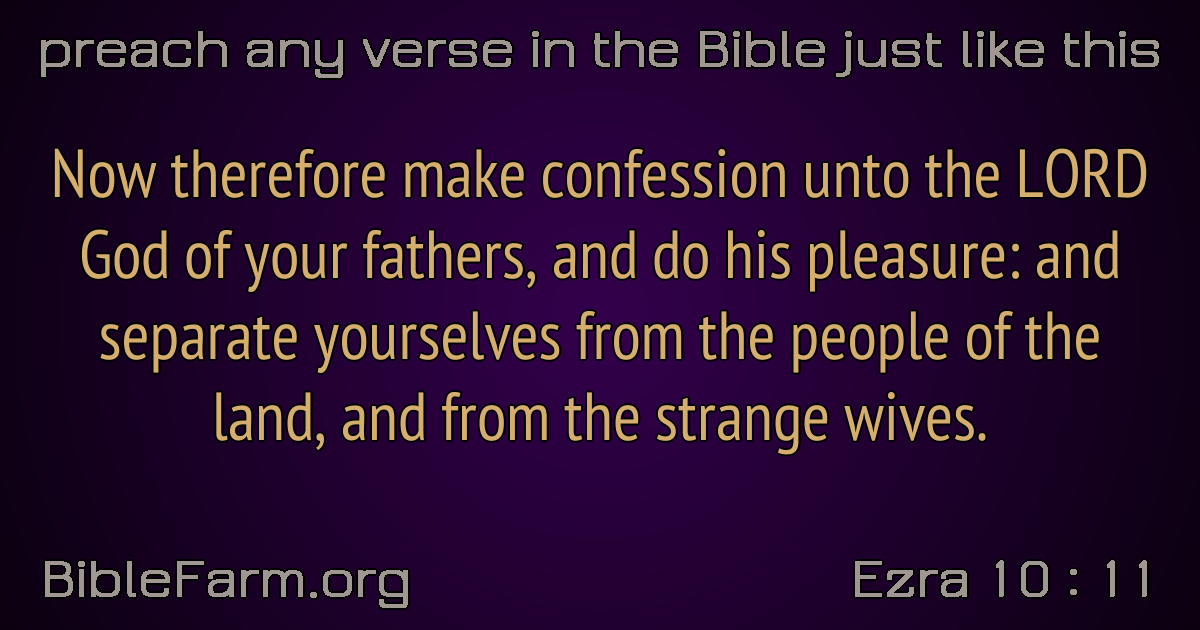 preach any verse in the Bible just like this
Now therefore make confession unto the LORD
God of your fathers, and do his pleasure: and
separate yourselves from the people of the
land, and from the strange wives.
BibleFarm.org
Ezra 10 : 11